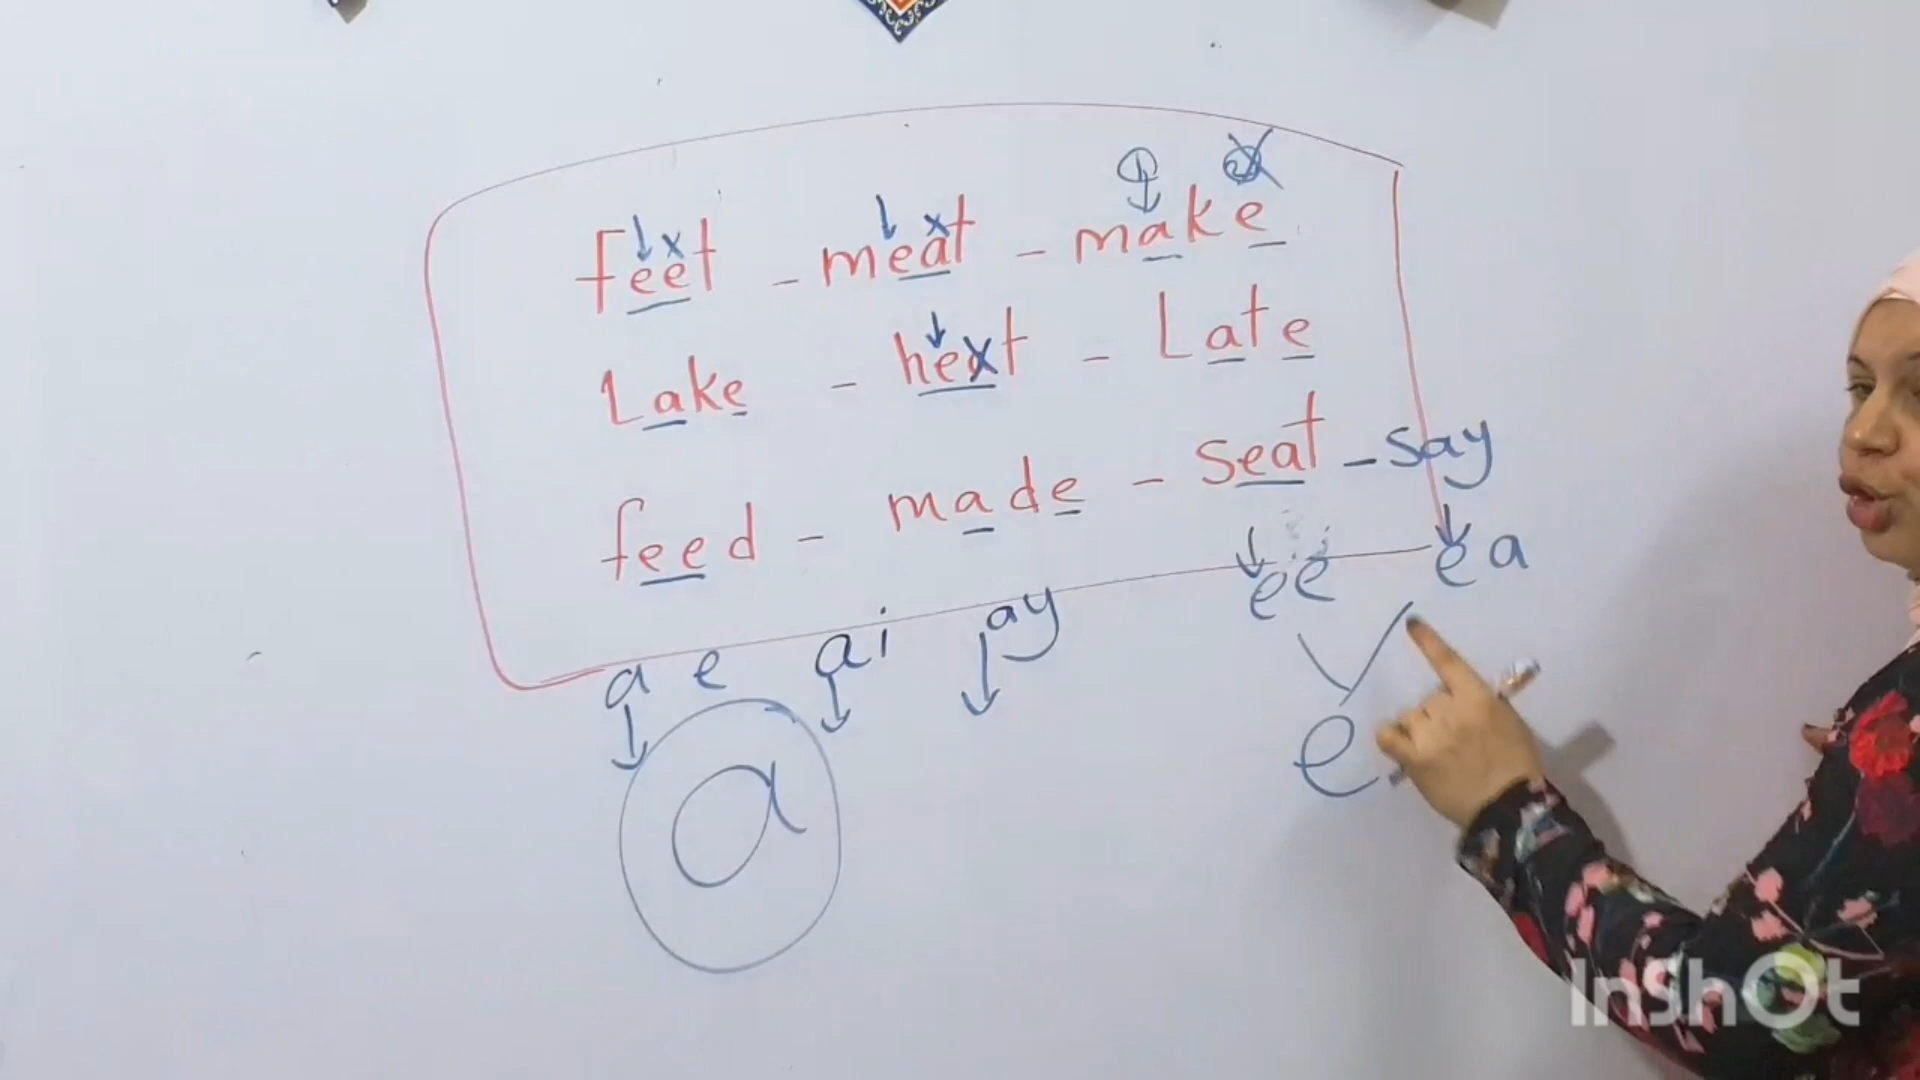 feet - meat - make
Lake - heat - Late
feed - made - seat - say
a e ai ay ee ea
a e
InShOt